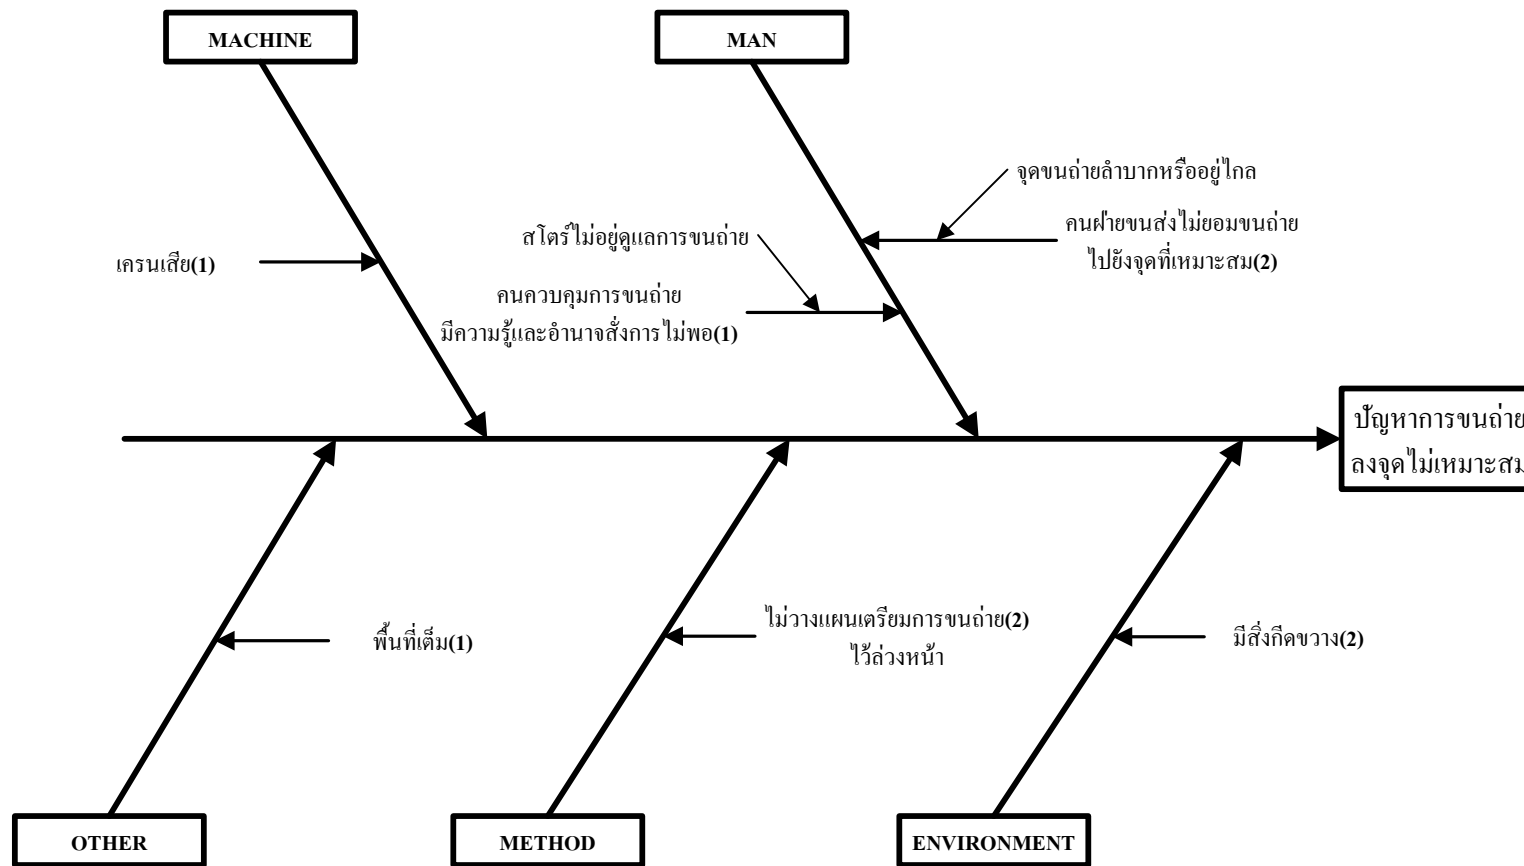 MACHINE
MAN
จุดขนถ่ายลำบากหรืออยู่ไกล
คนฝ่ายขนส่งไม่ยอมขนถ่าย
ไปยังจุดที่เหมาะสม(2)
สโตร์ไม่อยู่ดูแลการขนถ่าย
เครนเสีย(1)
คนควบคุมการขนถ่าย
มีความรู้และอำนาจสั่งการไม่พอ(1)
ปัญหาการขนถ่าย
ลงจุดไม่เหมาะสม
พื้นที่เต็ม(1)
ไม่วางแผนเตรียมการขนถ่าย(2)
ไว้ล่วงหน้า
มีสิ่งกีดขวาง(2)
OTHER
METHOD
ENVIRONMENT